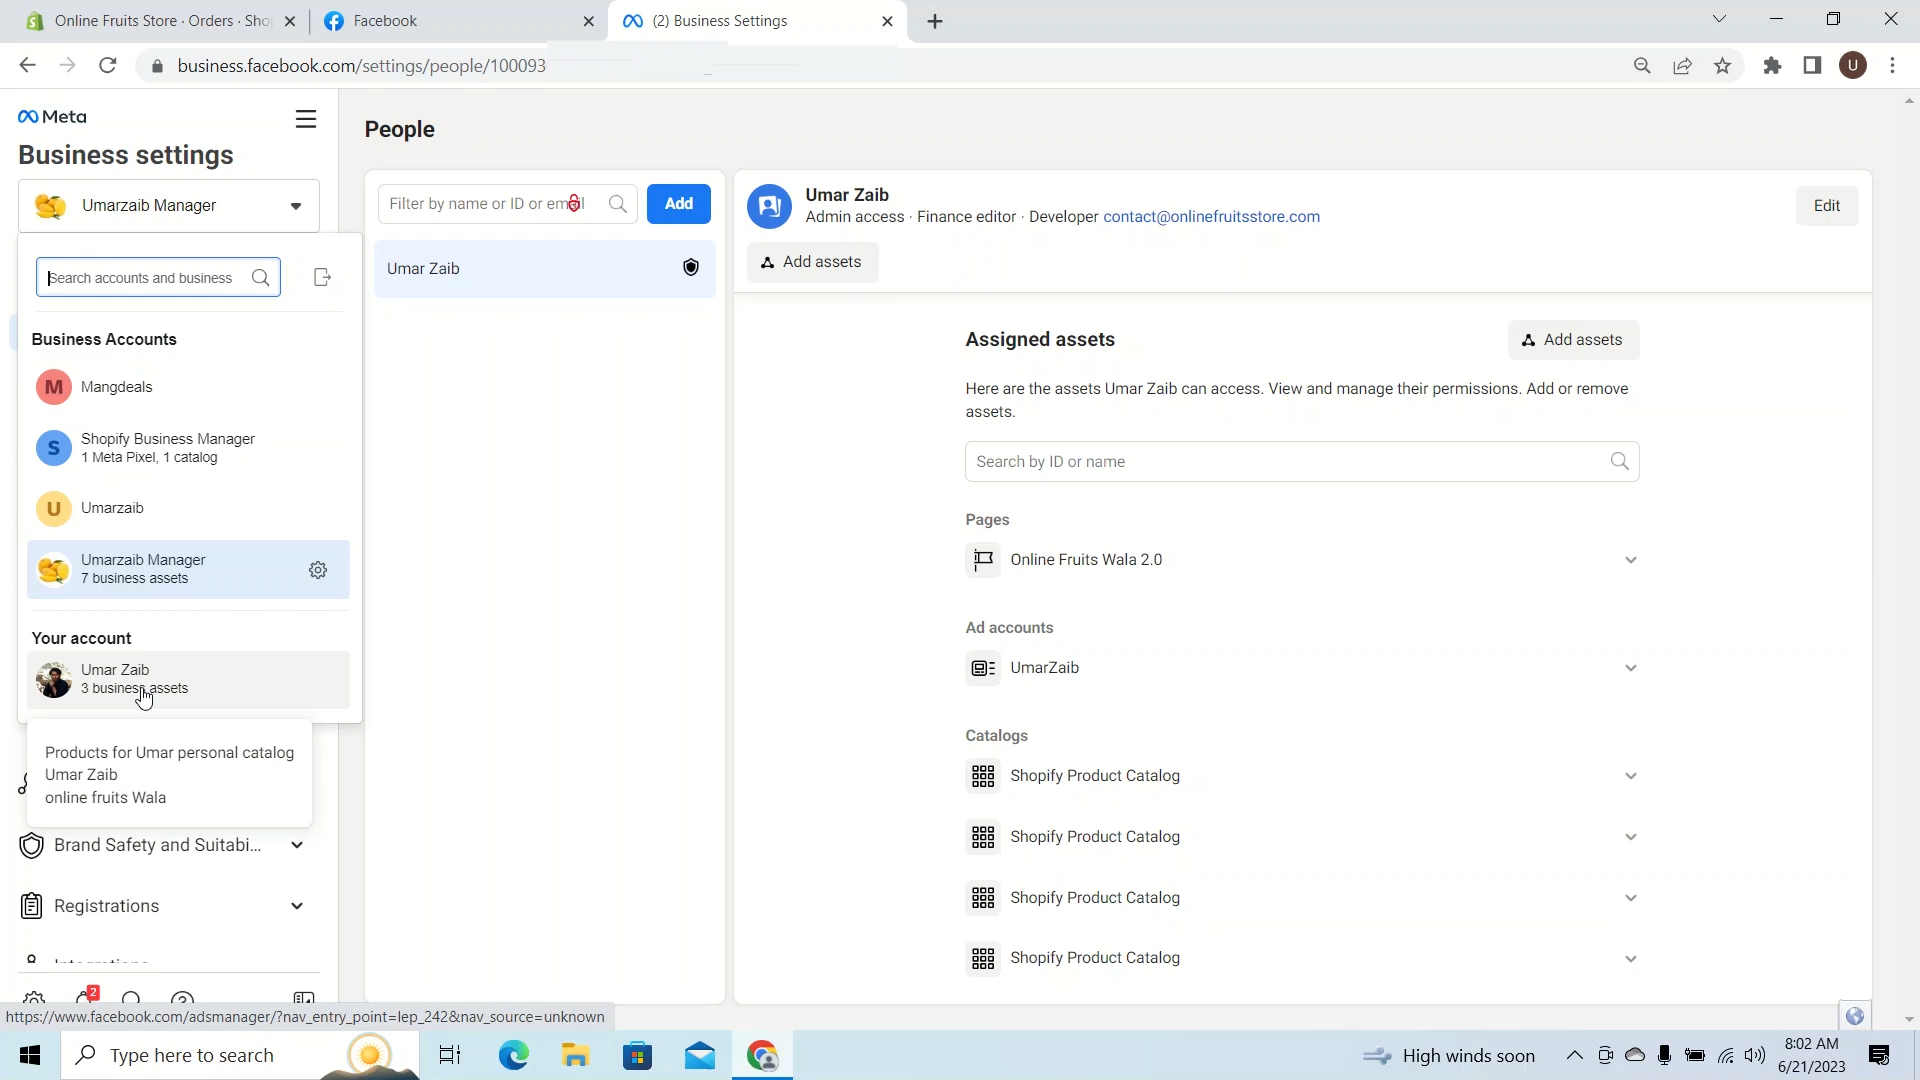 Online Fruits Store · Orders · Sho
Facebook
(2) Business Settings
business.facebook.com/settings/people/100093
U
Meta
Business settings
Umarzaib Manager
Search accounts and business
Business Accounts
M
Mangdeals
S
Shopify Business Manager
1 Meta Pixel, 1 catalog
U
Umarzaib
Umarzaib Manager
7 business assets
Your account
Umar Zaib
3 business assets
Products for Umar personal catalog
Umar Zaib
online fruits Wala
Brand Safety and Suitabi...
Registrations
2
https://www.facebook.com/adsmanager/?nav_entry_point=lep_242&nav_source=unknown
People
Filter by name or ID or email
Add
Umar Zaib
Umar Zaib
Admin access · Finance editor · Developer contact@onlinefruitsstore.com
Edit
Add assets
Assigned assets
Add assets
Here are the assets Umar Zaib can access. View and manage their permissions. Add or remove
assets.
Search by ID or name
Pages
Online Fruits Wala 2.0
Ad accounts
UmarZaib
Catalogs
Shopify Product Catalog
Shopify Product Catalog
Shopify Product Catalog
Shopify Product Catalog
Type here to search
High winds soon
8:02 AM
6/21/2023